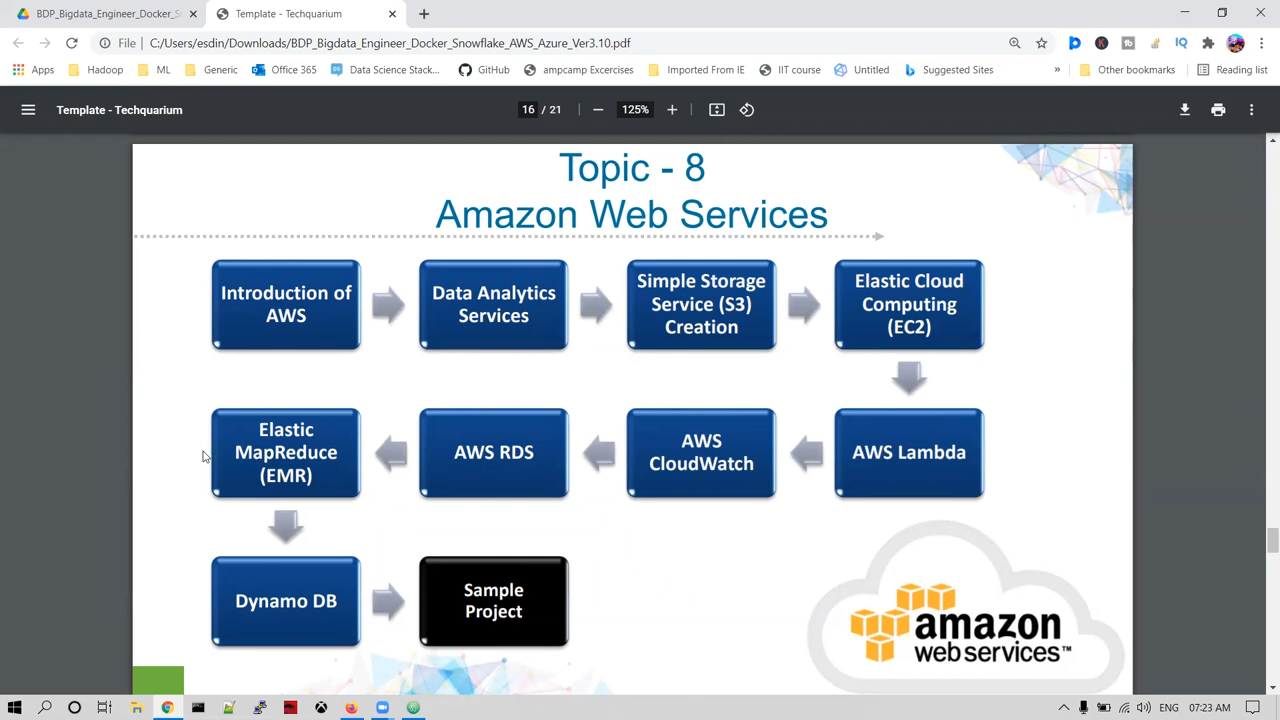 BDP_Bigdata_Engineer_Docker_S
Template - Techquarium
File
C:/Users/esdin/Downloads/BDP_Bigdata_Engineer_Docker_Snowflake_AWS_Azure_Ver3.10.pdf
Apps
Hadoop
ML
Generic
Office 365
Data Science Stack...
GitHub
ampcamp Excercises
Imported From IE
IIT course
Untitled
Suggested Sites
»
Other bookmarks
Reading list
Template - Techquarium
16 / 21
125%
Topic - 8
Amazon Web Services
Introduction of
AWS
Data Analytics
Services
Simple Storage
Service (S3)
Creation
Elastic Cloud
Computing
(EC2)
Elastic
MapReduce
(EMR)
AWS RDS
AWS
CloudWatch
AWS Lambda
Dynamo DB
Sample
Project
amazon
web services™
ENG
07:23 AM